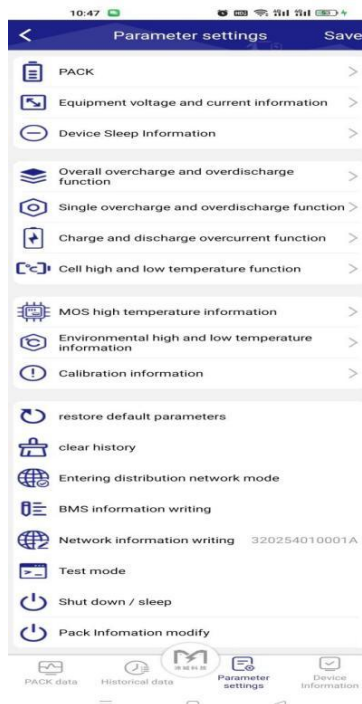 10:47
Parameter settings
Save
PACK
Equipment voltage and current information
Device Sleep Information
Overall overcharge and overdischarge
function
Single overcharge and overdischarge function
Charge and discharge overcurrent function
Cell high and low temperature function
MOS high temperature information
Environmental high and low temperature
information
Calibration information
restore default parameters
clear history
Entering distribution network mode
BMS information writing
Network information writing 320254010001A
Test mode
Shut down / sleep
Pack Infomation modify
PACK data
Historical data
Parameter
settings
Device
Information